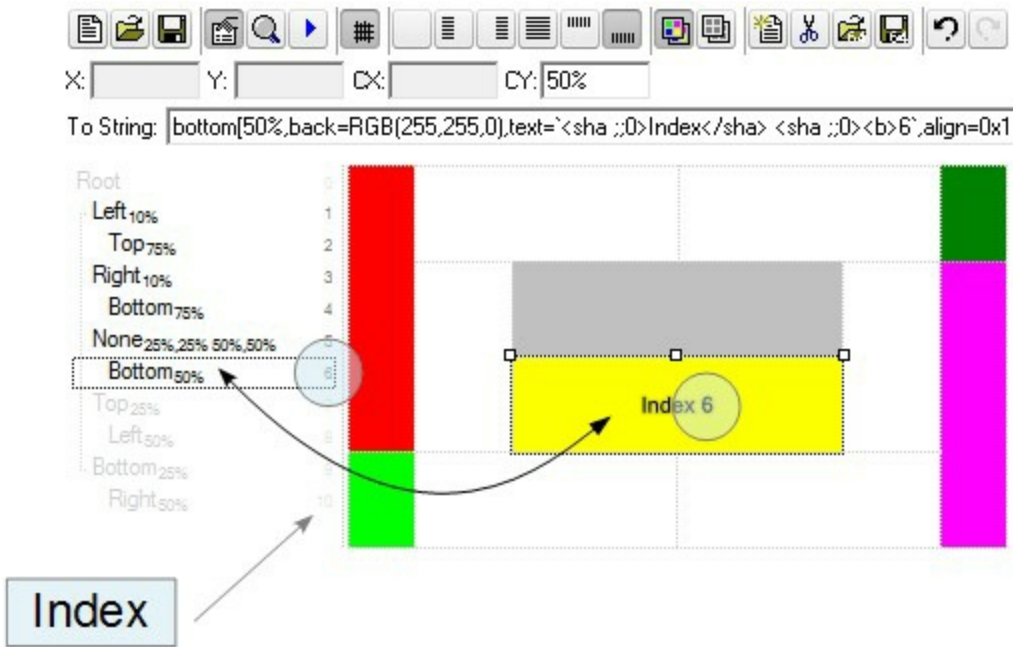 X: Y: CX: CY: 50%
To String: bottom[50%,back=RGB(255,255,0),text=`<sha ;;0>Index</sha> <sha ;;0><b>6`,align=0x1
Root 0
Left10% 1
Top75% 2
Right10% 3
Bottom75% 4
None25%,25% 50%,50% 5
Bottom50% 6
Index 6
Top25%
Left50% 8
Bottom25% 9
Right50% 10
Index